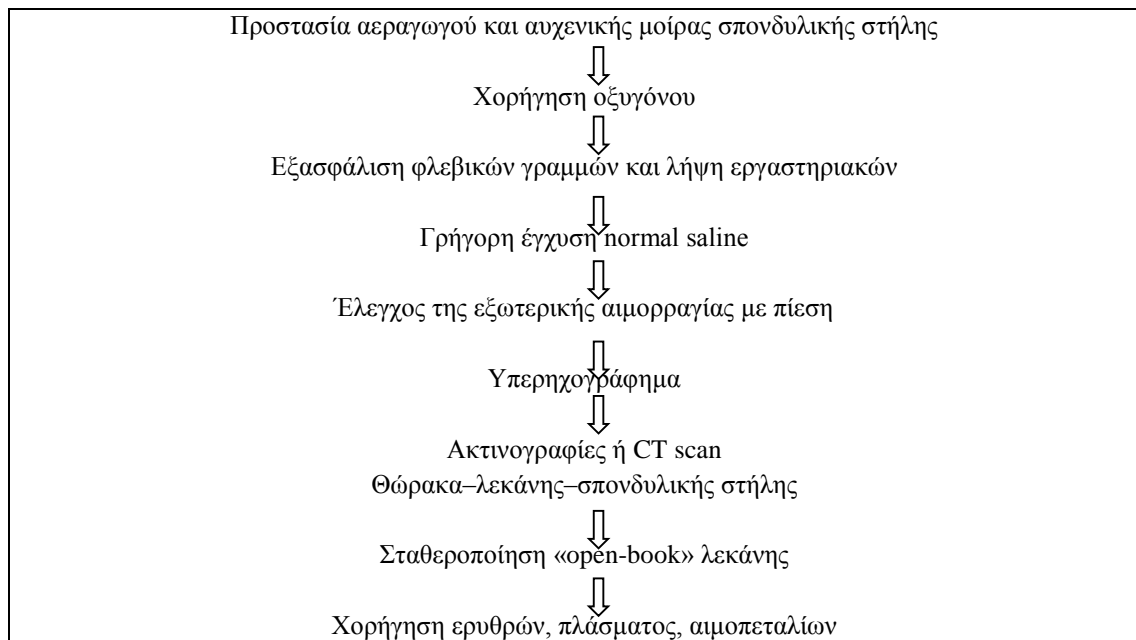 Προστασία αεραγωγού και αυχενικής μοίρας σπονδυλικής στήλης
Χορήγηση οξυγόνου
Εξασφάλιση φλεβικών γραμμών και λήψη εργαστηριακών
Γρήγορη έγχυση normal saline
Έλεγχος της εξωτερικής αιμορραγίας με πίεση
Υπερηχογράφημα
Ακτινογραφίες ή CT scan
Θώρακα–λεκάνης–σπονδυλικής στήλης
Σταθεροποίηση «open-book» λεκάνης
Χορήγηση ερυθρών, πλάσματος, αιμοπεταλίων